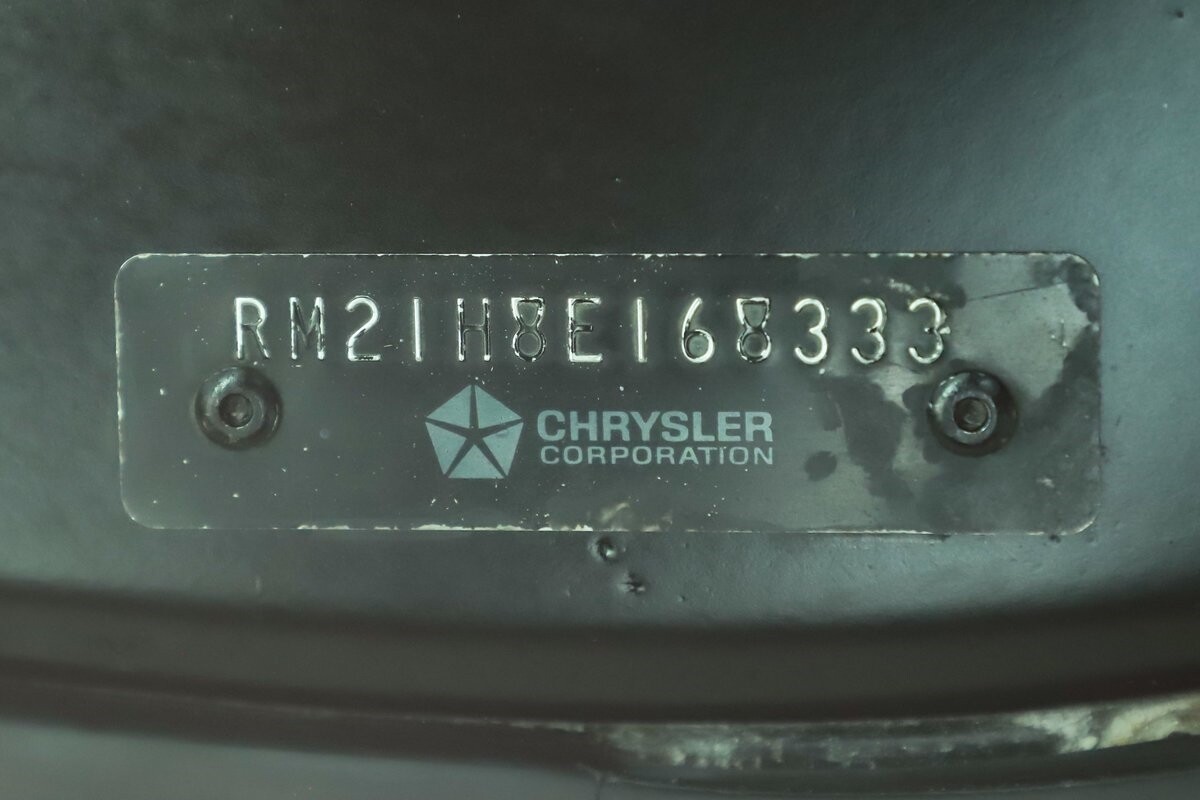 RM21H8E168333
CHRYSLER
CORPORATION